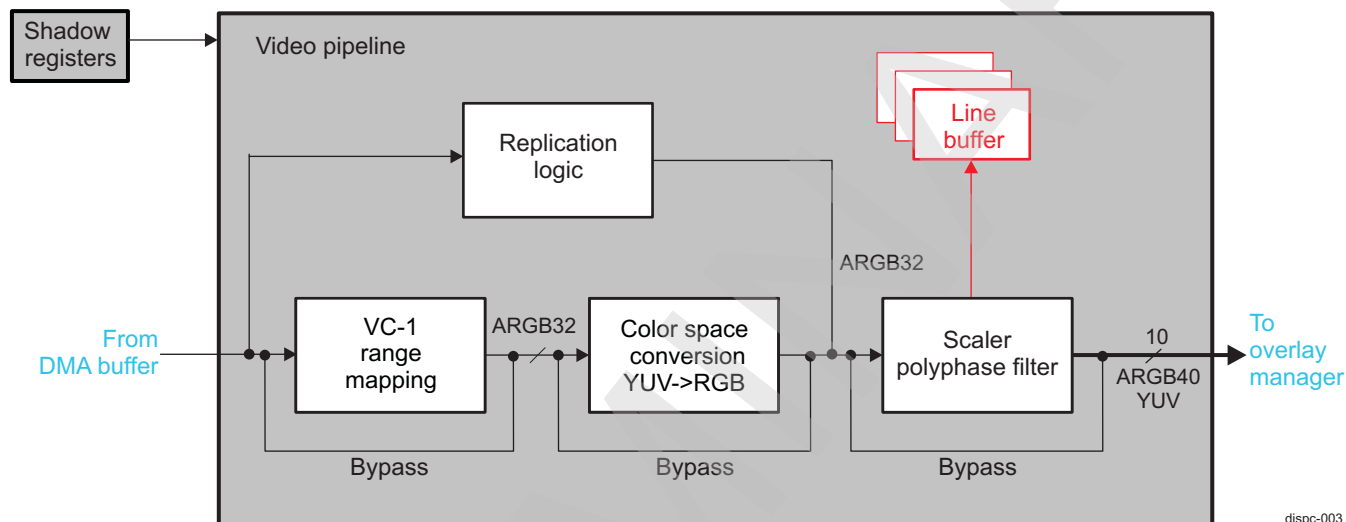 Shadow
registers
Video pipeline
Line
buffer
Replication
logic
ARGB32
From
DMA buffer
VC-1
range
mapping
ARGB32
Color space
conversion
YUV->RGB
Scaler
polyphase filter
10
ARGB40
YUV
To
overlay
manager
Bypass
Bypass
Bypass
dispc-003